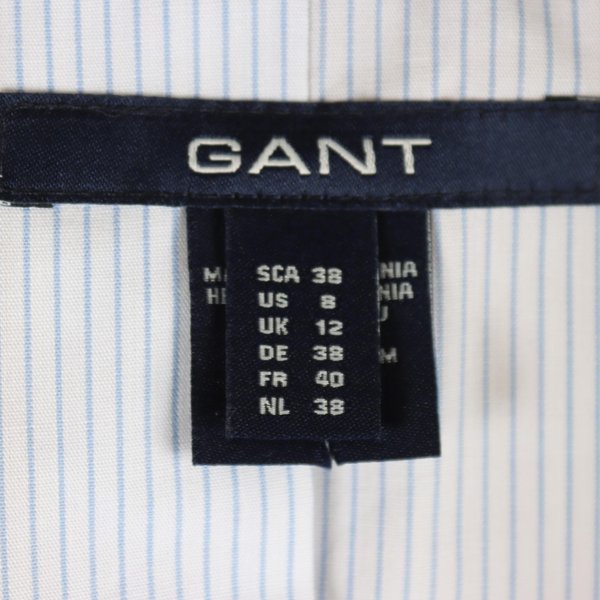 GANT
SCA 38
US 8
UK 12
DE 38
FR 40
NL 38